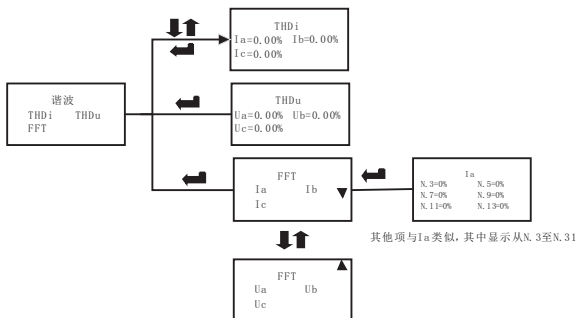 THDi
Ia=0.00% Ib=0.00%
Ic=0.00%
谐波
THDi THDu
FFT
THDu
Ua=0.00% Ub=0.00%
Uc=0.00%
FFT
Ia Ib
Ic
Ia
N.3=0% N.5=0%
N.7=0% N.9=0%
N.11=0% N.13=0%
其他项与Ia类似,其中显示从N.3至N.31
FFT
Ua Ub
Uc